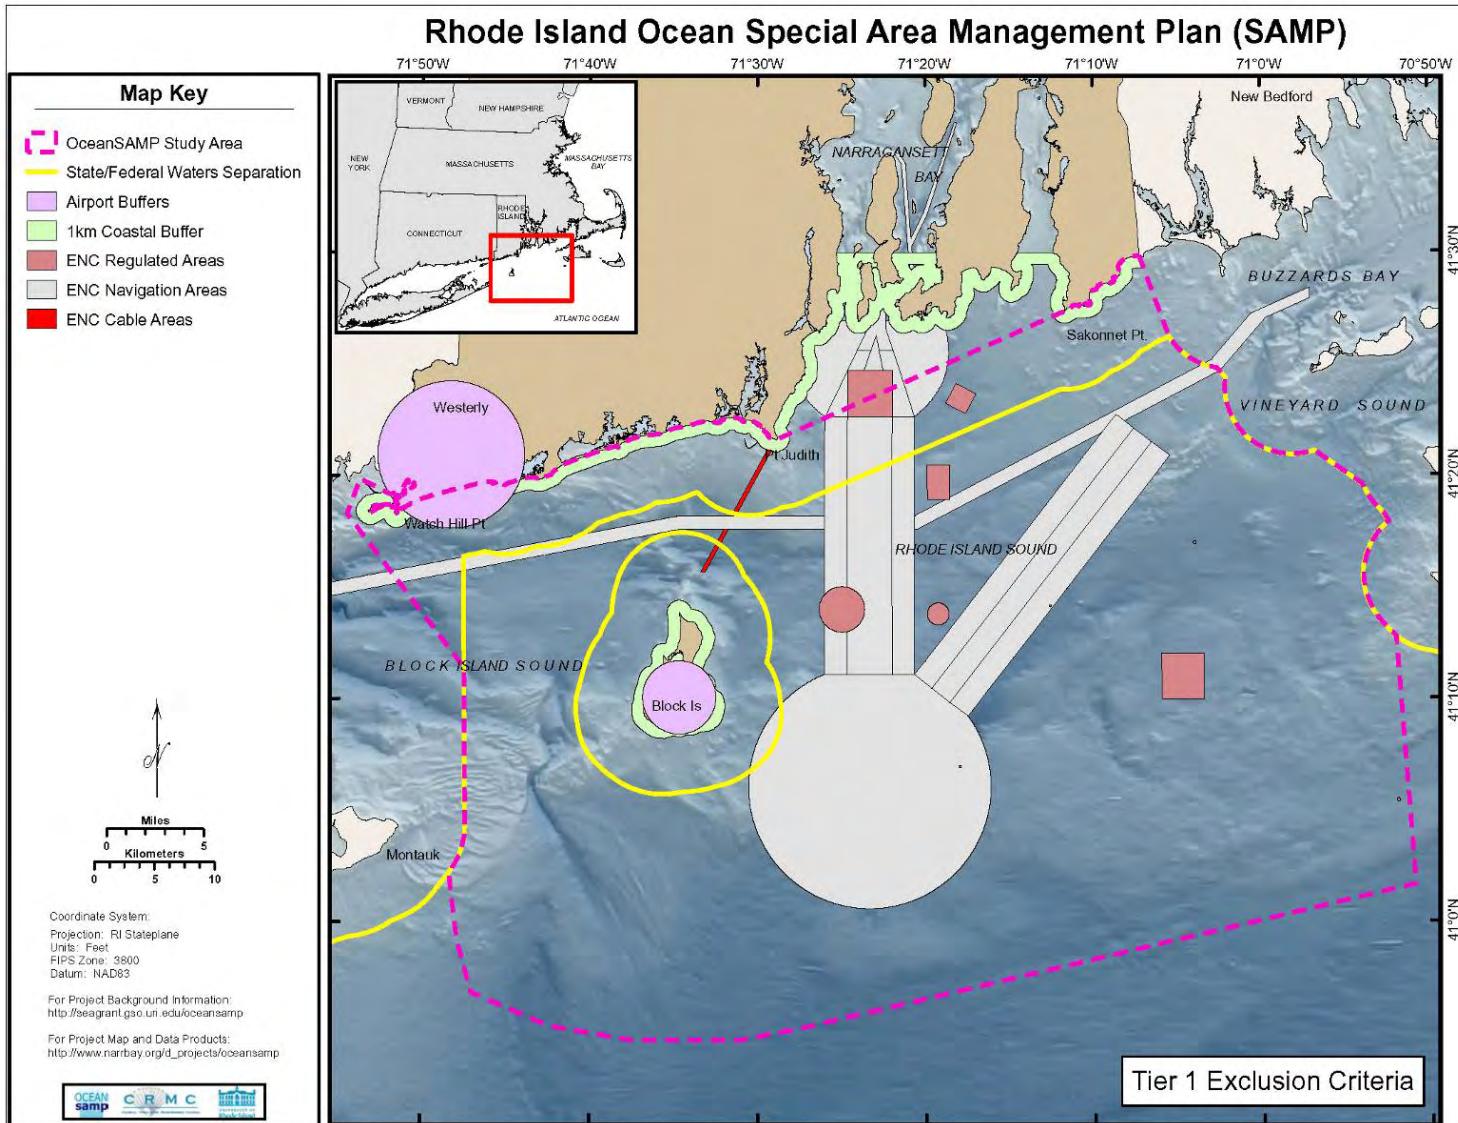 Rhode Island Ocean Special Area Management Plan (SAMP)
71°50'W 71°40'W 71°30'W 71°20'W 71°10'W 71°0'W 70°50'W
Map Key
OceanSAMP Study Area
State/Federal Waters Separation
Airport Buffers
1km Coastal Buffer
ENC Regulated Areas
ENC Navigation Areas
ENC Cable Areas
VERMONT
NEW HAMPSHIRE
NEW
YORK
MASSACHUSETTS
MASSACHUSETTS
BAY
RHODE
ISLAND
CONNECTICUT
ATLANTIC OCEAN
New Bedford
NARRAGANSETT
BAY
41°30'N
BUZZARDS BAY
Sakonnet Pt.
Westerly
VINEYARD SOUND
Pt Judith
41°20'N
Watch Hill Pt
RHODE ISLAND SOUND
BLOCK ISLAND SOUND
Block Is
41°10'N
Montauk
41°0'N
N
Miles
0 5
Kilometers
0 5 10
Coordinate System:
Projection: RI Stateplane
Units: Feet
FIPS Zone: 3800
Datum: NAD83
For Project Background Information:
http://seagrant.gso.uri.edu/oceansamp
For Project Map and Data Products:
http://www.narrbay.org/d_projects/oceansamp
OCEAN
samp
C R M C
Tier 1 Exclusion Criteria